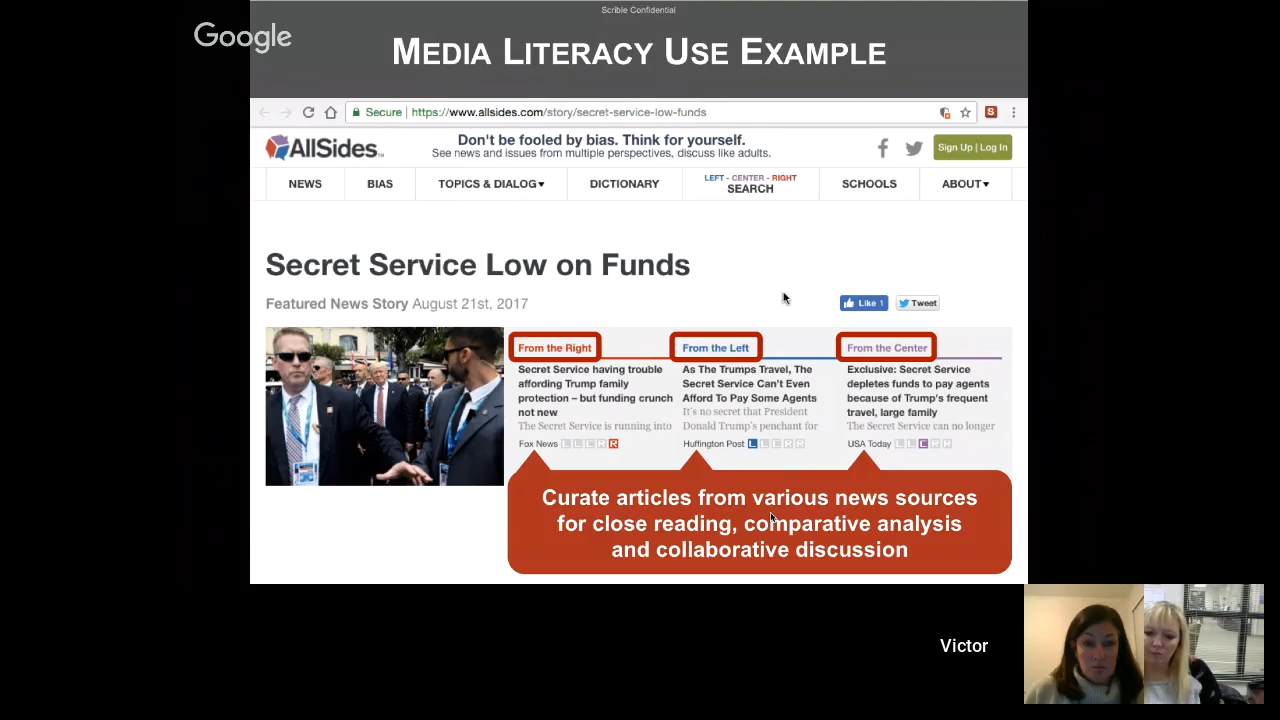 Scrible Confidential
Google
MEDIA LITERACY USE EXAMPLE
Secure | https://www.allsides.com/story/secret-service-low-funds
S
AllSides™
Don't be fooled by bias. Think for yourself.
See news and issues from multiple perspectives, discuss like adults.
Sign Up | Log In
NEWS
BIAS
TOPICS & DIALOG▾
DICTIONARY
LEFT - CENTER - RIGHT
SEARCH
SCHOOLS
ABOUT▾
Secret Service Low on Funds
Featured News Story August 21st, 2017
Like 1
Tweet
From the Right
Secret Service having trouble
affording Trump family
protection – but funding crunch
not new
The Secret Service is running into
Fox News L L C R R
From the Left
As The Trumps Travel, The
Secret Service Can't Even
Afford To Pay Some Agents
It's no secret that President
Donald Trump's penchant for
Huffington Post L L C R R
From the Center
Exclusive: Secret Service
depletes funds to pay agents
because of Trump's frequent
travel, large family
The Secret Service can no longer
USA Today L L C R R
Curate articles from various news sources
for close reading, comparative analysis
and collaborative discussion
Victor